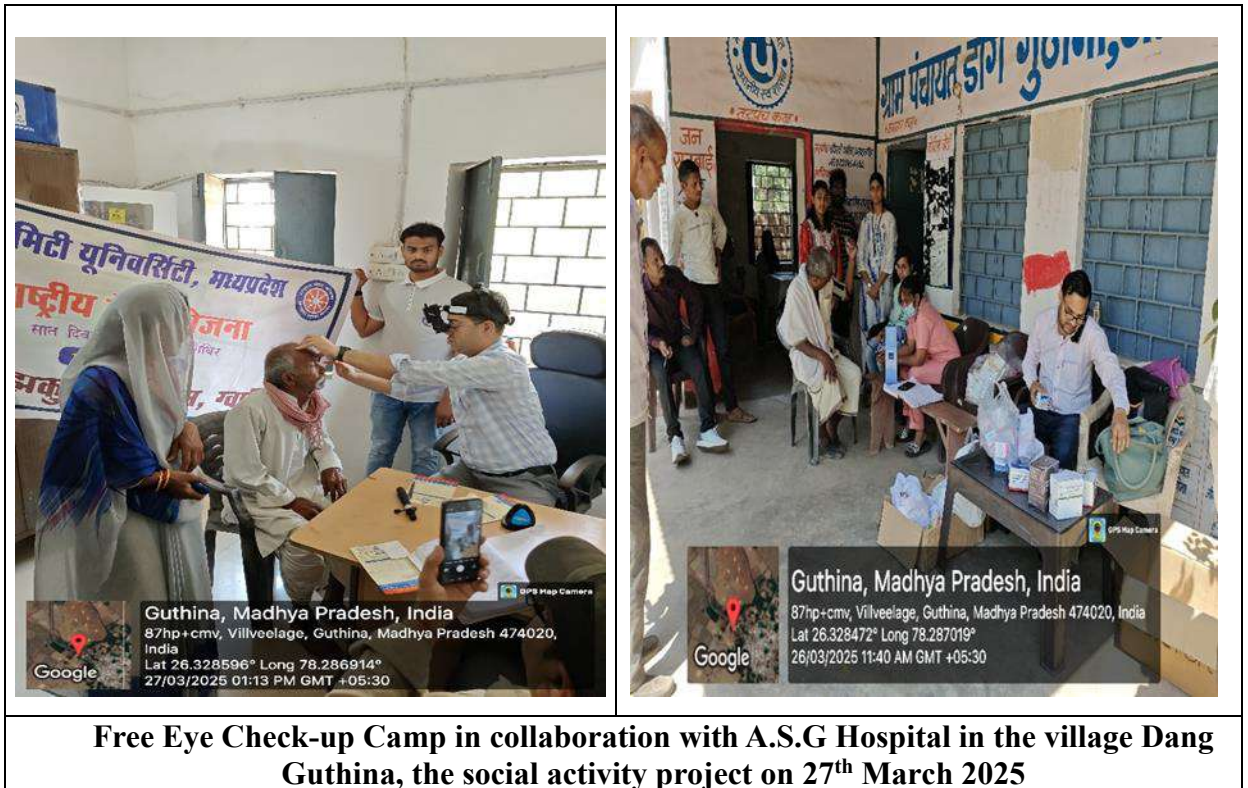 मिटी यूनिवर्सिटी, मध्यप्रदेश
GPS Map Camera
Guthina, Madhya Pradesh, India
87hp+cmv, Villveelage, Guthina, Madhya Pradesh 474020,
India
Lat 26.328596° Long 78.286914°
27/03/2025 01:13 PM GMT +05:30
Google
ग्राम पंचायत डांग गुठीना,
जन
GPS Map Camera
Guthina, Madhya Pradesh, India
87hp+cmv, Villveelage, Guthina, Madhya Pradesh 474020, India
Lat 26.328472° Long 78.287019°
26/03/2025 11:40 AM GMT +05:30
Google
Free Eye Check-up Camp in collaboration with A.S.G Hospital in the village Dang
Guthina, the social activity project on 27th March 2025